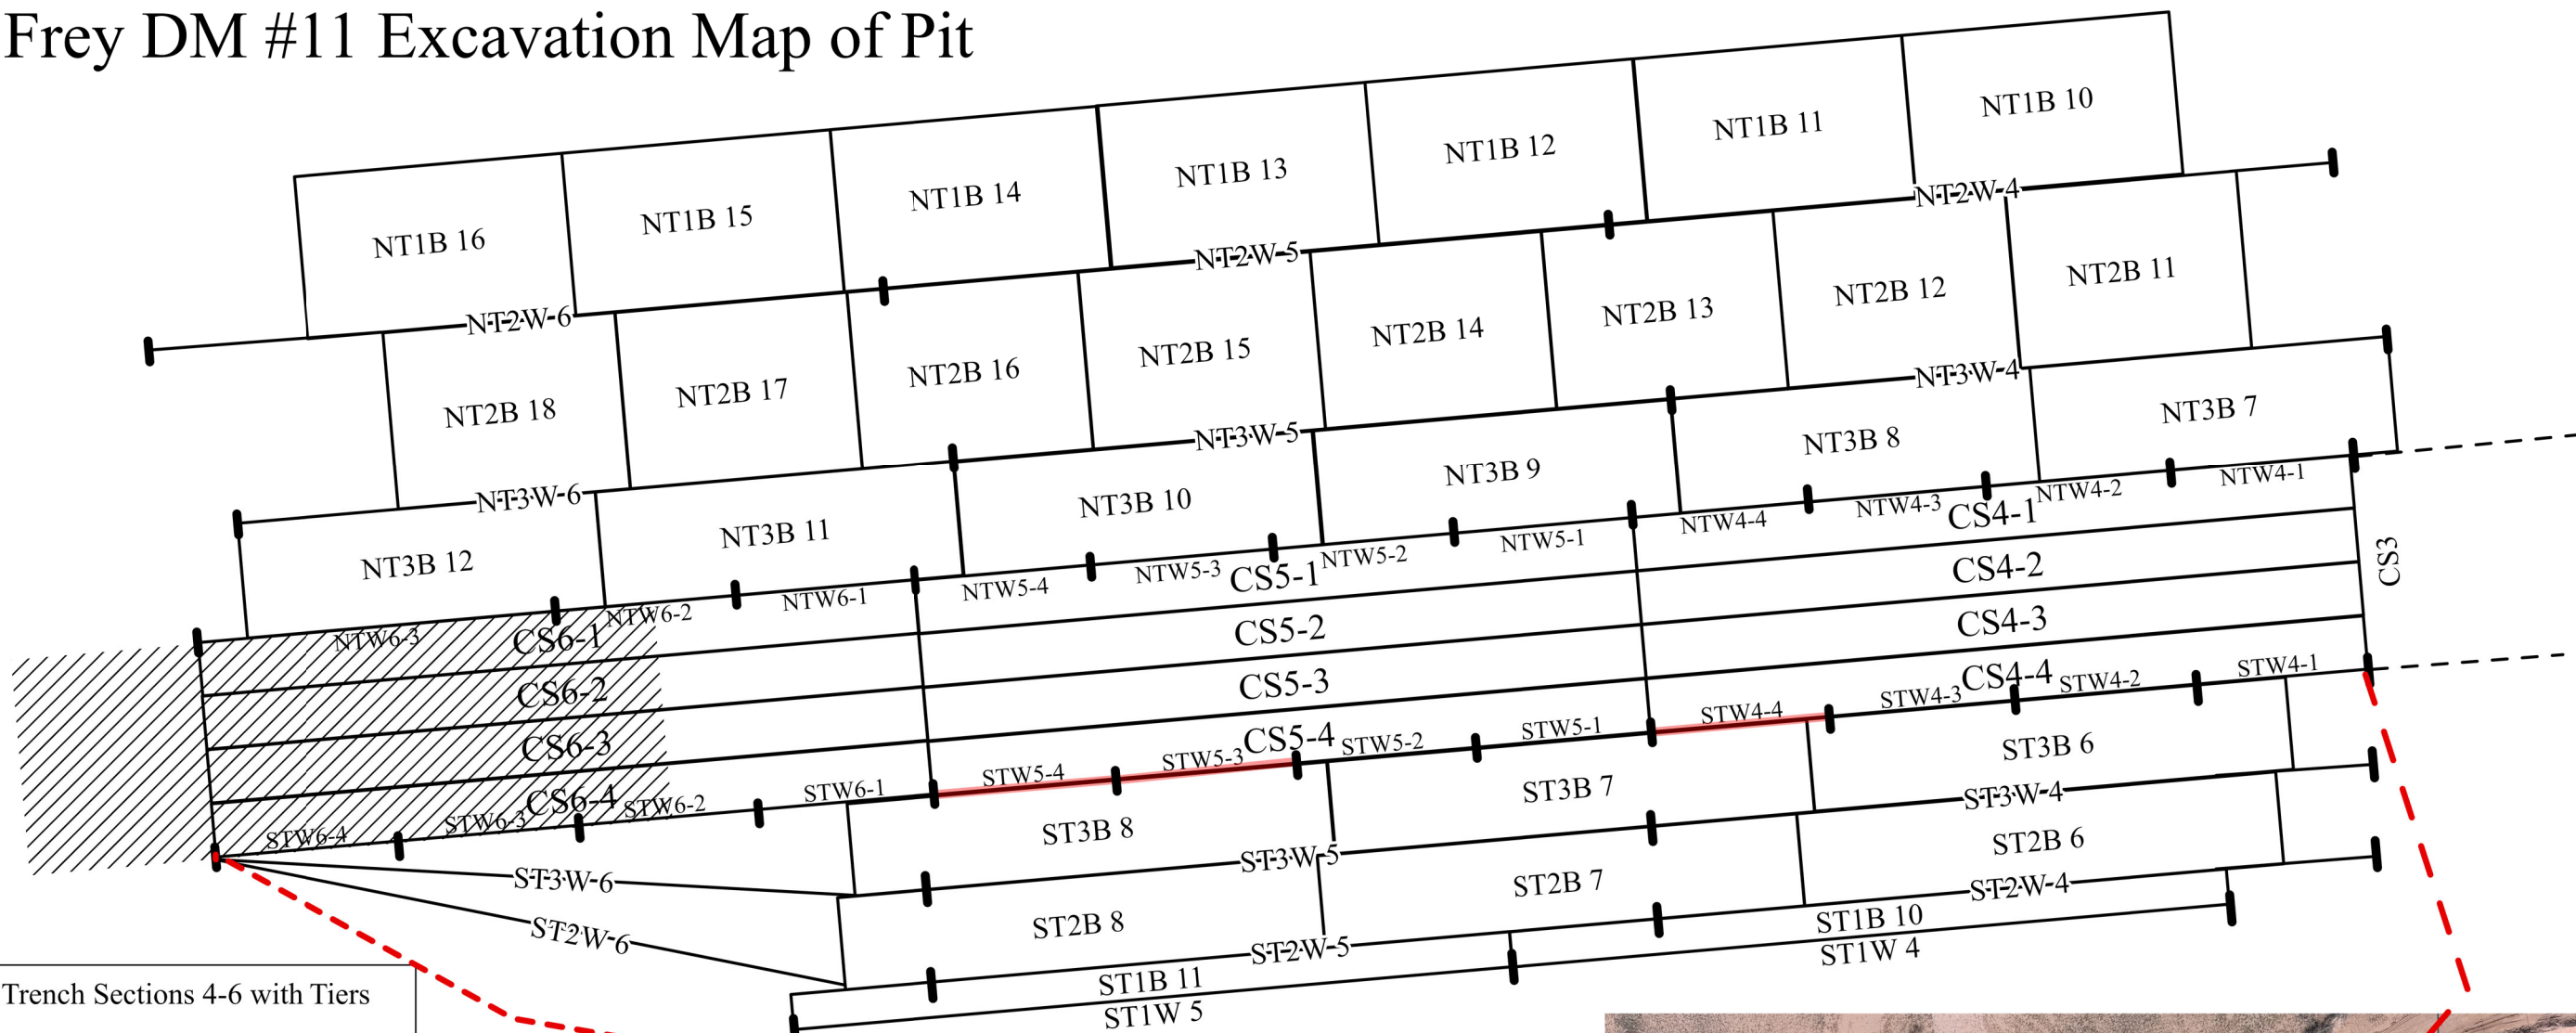 Frey DM #11 Excavation Map of Pit
NT1B 16
NT1B 15
NT1B 14
NT1B 13
NT1B 12
NT1B 11
NT1B 10
NT2W-6
NT2W-5
NT2W-4
NT2B 18
NT2B 17
NT2B 16
NT2B 15
NT2B 14
NT2B 13
NT2B 12
NT2B 11
NT3W-6
NT3W-5
NT3W-4
NT3B 12
NT3B 11
NT3B 10
NT3B 9
NT3B 8
NT3B 7
NTW6-3
NTW6-2
NTW6-1
NTW5-4
NTW5-3
NTW5-2
NTW5-1
NTW4-4
NTW4-3
NTW4-2
NTW4-1
CS6-1
CS5-1
CS4-1
CS6-2
CS5-2
CS4-2
CS6-3
CS5-3
CS4-3
CS6-4
CS5-4
CS4-4
CS3
STW6-4
STW6-3
STW6-2
STW6-1
STW5-4
STW5-3
STW5-2
STW5-1
STW4-4
STW4-3
STW4-2
STW4-1
ST3B 8
ST3B 7
ST3B 6
ST3W-6
ST3W-5
ST3W-4
ST2B 8
ST2B 7
ST2B 6
ST2W-6
ST2W-5
ST2W-4
ST1B 11
ST1B 10
ST1W 5
ST1W 4
Trench Sections 4-6 with Tiers